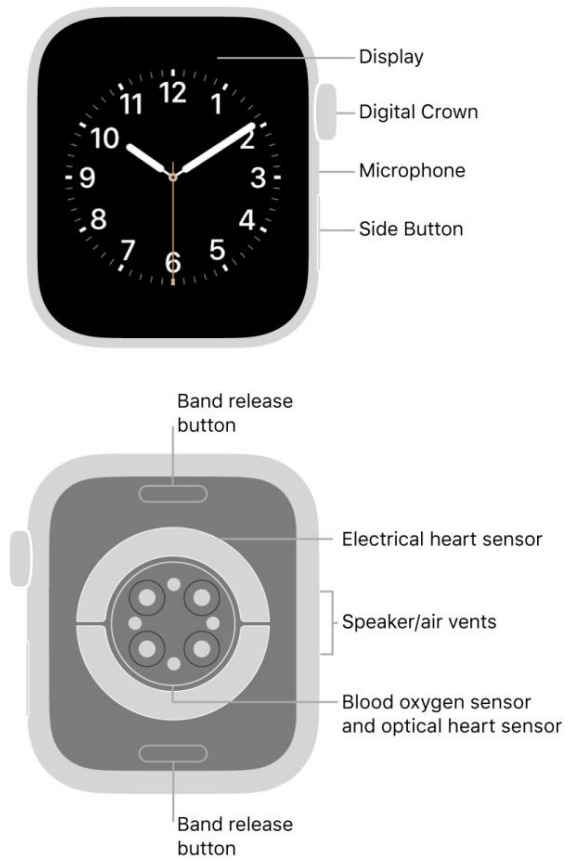 Display
12
11
1
10
2
Digital Crown
9
3
Microphone
8
4
Side Button
7
5
6
Band release
button
Electrical heart sensor
Speaker/air vents
Blood oxygen sensor
and optical heart sensor
Band release
button